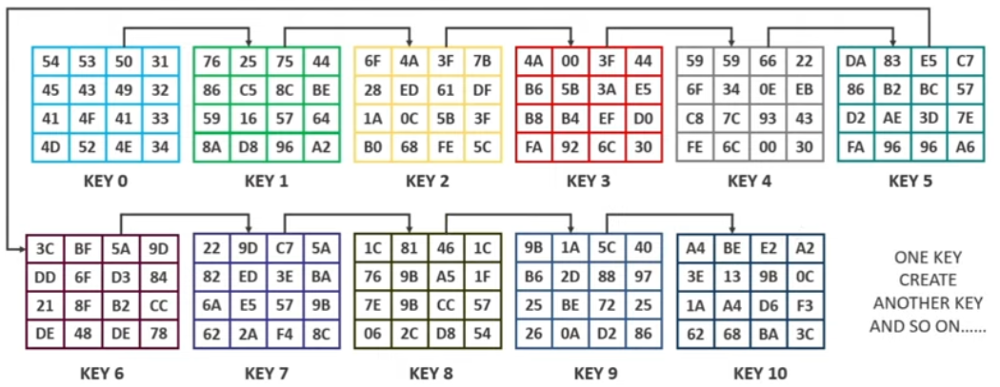 54 53 50 31 76 25 75 44 6F 4A 3F 7B 4A 00 3F 44 59 59 66 22 DA 83 E5 C7
45 43 49 32 86 C5 8C BE 28 ED 61 DF B6 5B 3A E5 6F 34 0E EB 86 B2 BC 57
41 4F 41 33 59 16 57 64 1A 0C 5B 3F B8 B4 EF D0 C8 7C 93 43 D2 AE 3D 7E
4D 52 4E 34 8A D8 96 A2 B0 68 FE 5C FA 92 6C 30 FE 6C 00 30 FA 96 96 A6
KEY 0 KEY 1 KEY 2 KEY 3 KEY 4 KEY 5
3C BF 5A 9D 22 9D C7 5A 1C 81 46 1C 9B 1A 5C 40 A4 BE E2 A2
DD 6F D3 84 82 ED 3E BA 76 9B A5 1F B6 2D 88 97 3E 13 9B 0C
21 8F B2 CC 6A E5 57 9B 7E 9B CC 57 25 BE 72 25 1A A4 D6 F3
DE 48 DE 78 62 2A F4 8C 06 2C D8 54 26 0A D2 86 62 68 BA 3C
KEY 6 KEY 7 KEY 8 KEY 9 KEY 10
ONE KEY
CREATE
ANOTHER KEY
AND SO ON......